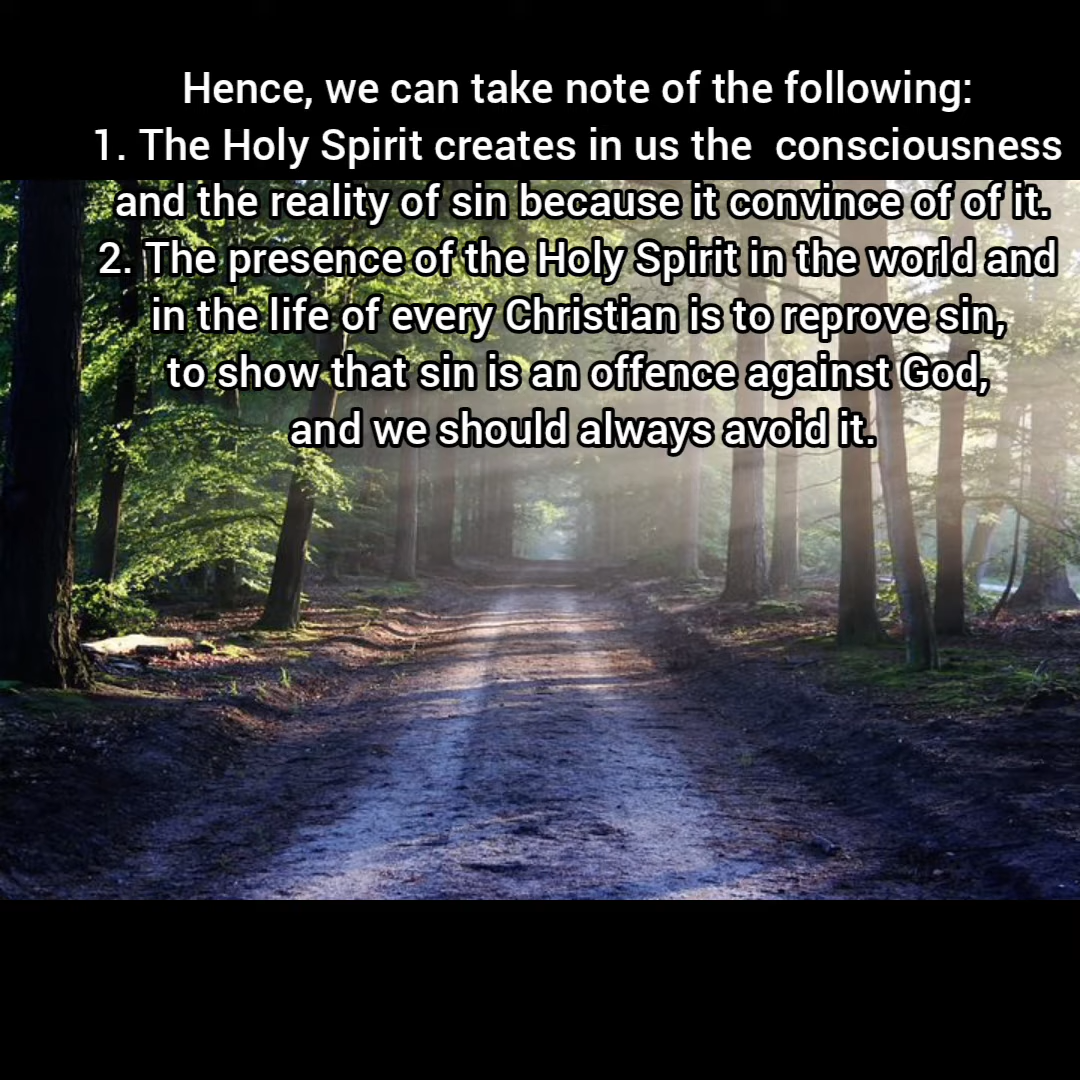 Hence, we can take note of the following:
1. The Holy Spirit creates in us the  consciousness
and the reality of sin because it convince of of it.
2. The presence of the Holy Spirit in the world and
in the life of every Christian is to reprove sin,
to show that sin is an offence against God,
and we should always avoid it.